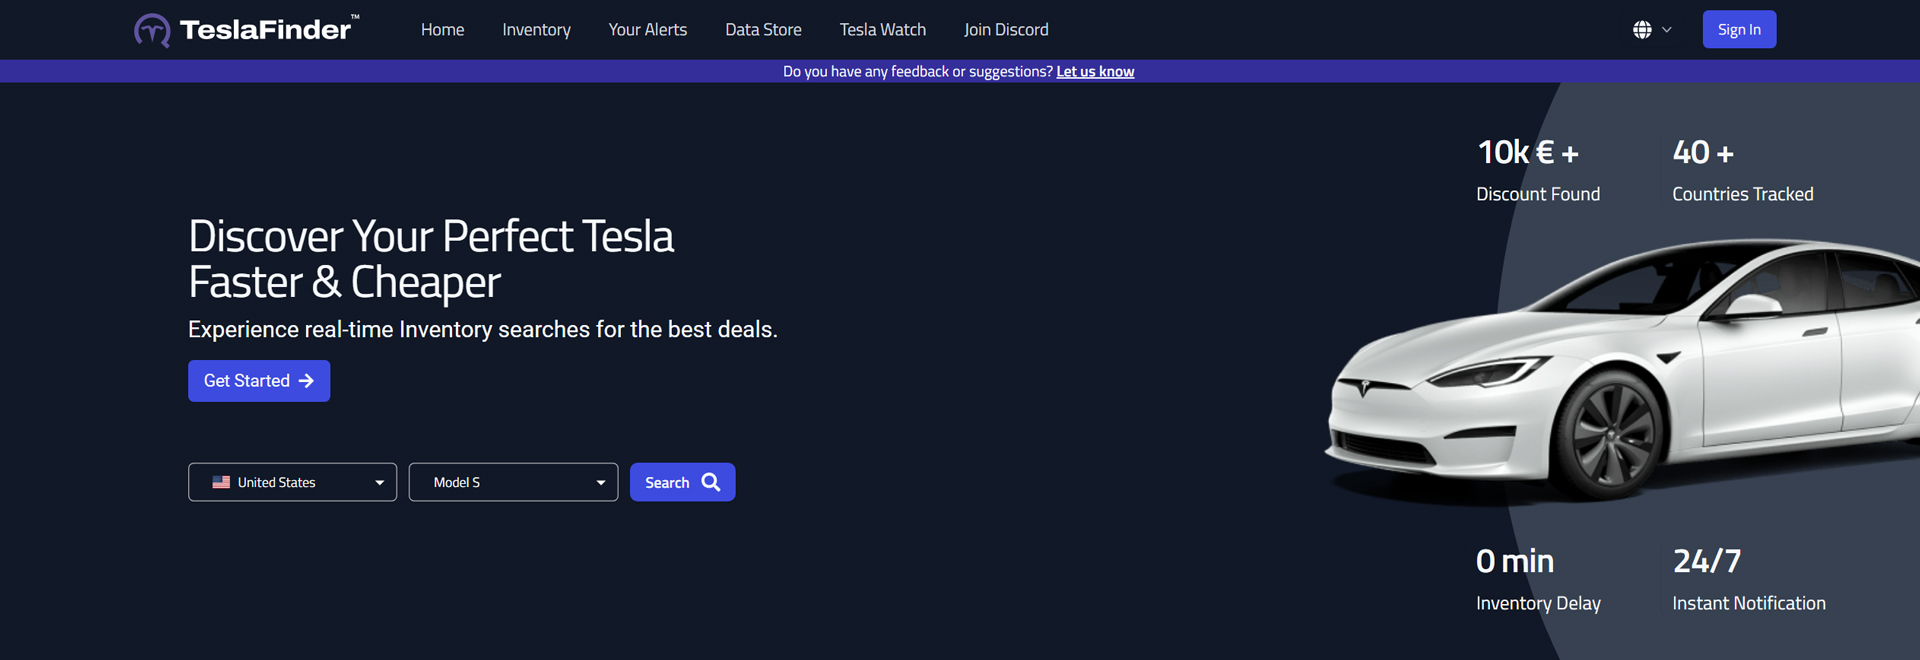 TeslaFinder™
Home Inventory Your Alerts Data Store Tesla Watch Join Discord
Sign In
Do you have any feedback or suggestions? Let us know
10k € +
Discount Found
40 +
Countries Tracked
Discover Your Perfect Tesla
Faster & Cheaper
Experience real-time Inventory searches for the best deals.
Get Started
United States
Model S
Search
0 min
Inventory Delay
24/7
Instant Notification